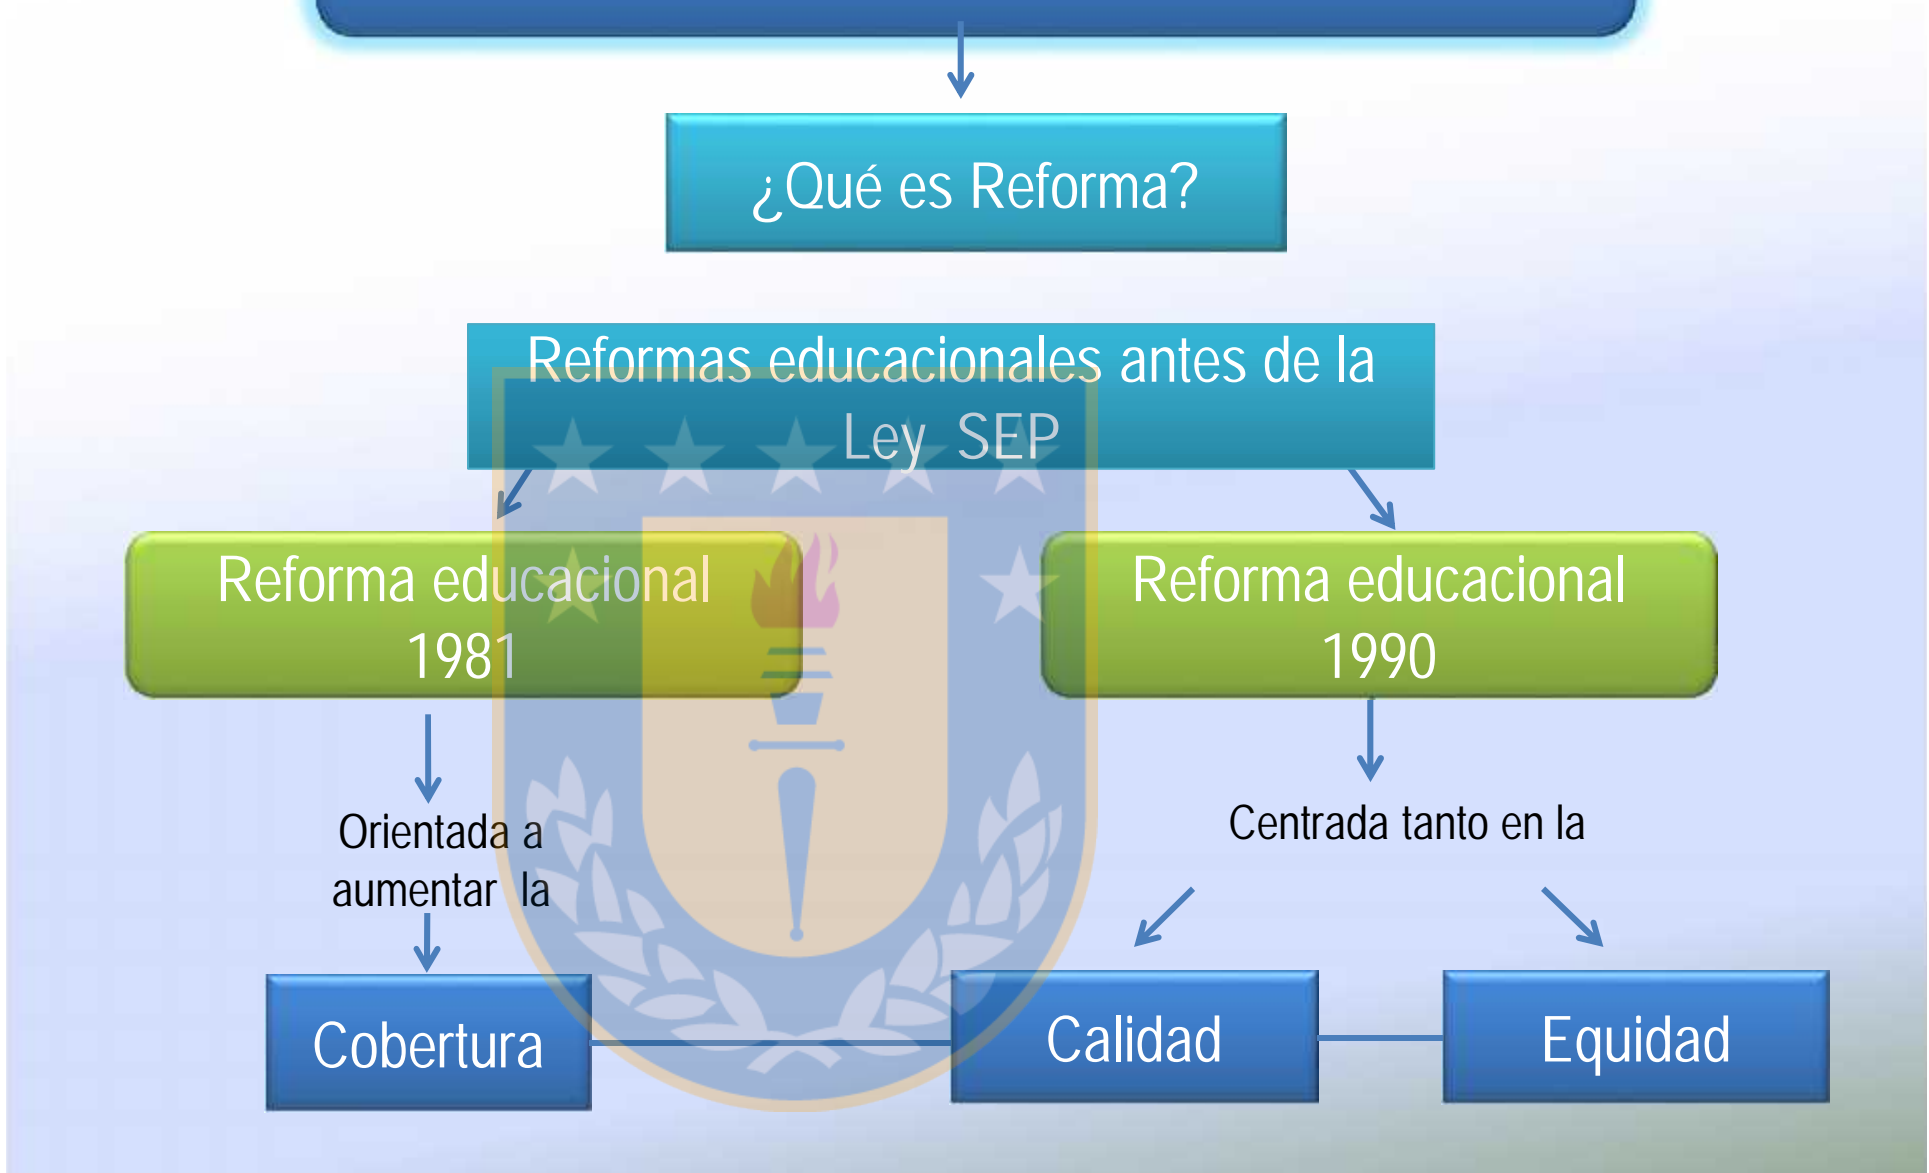 ¿Qué es Reforma?
Reformas educacionales antes de la
Ley SEP
Reforma educacional
1981
Reforma educacional
1990
Orientada a
aumentar la
Centrada tanto en la
Cobertura
Calidad
Equidad